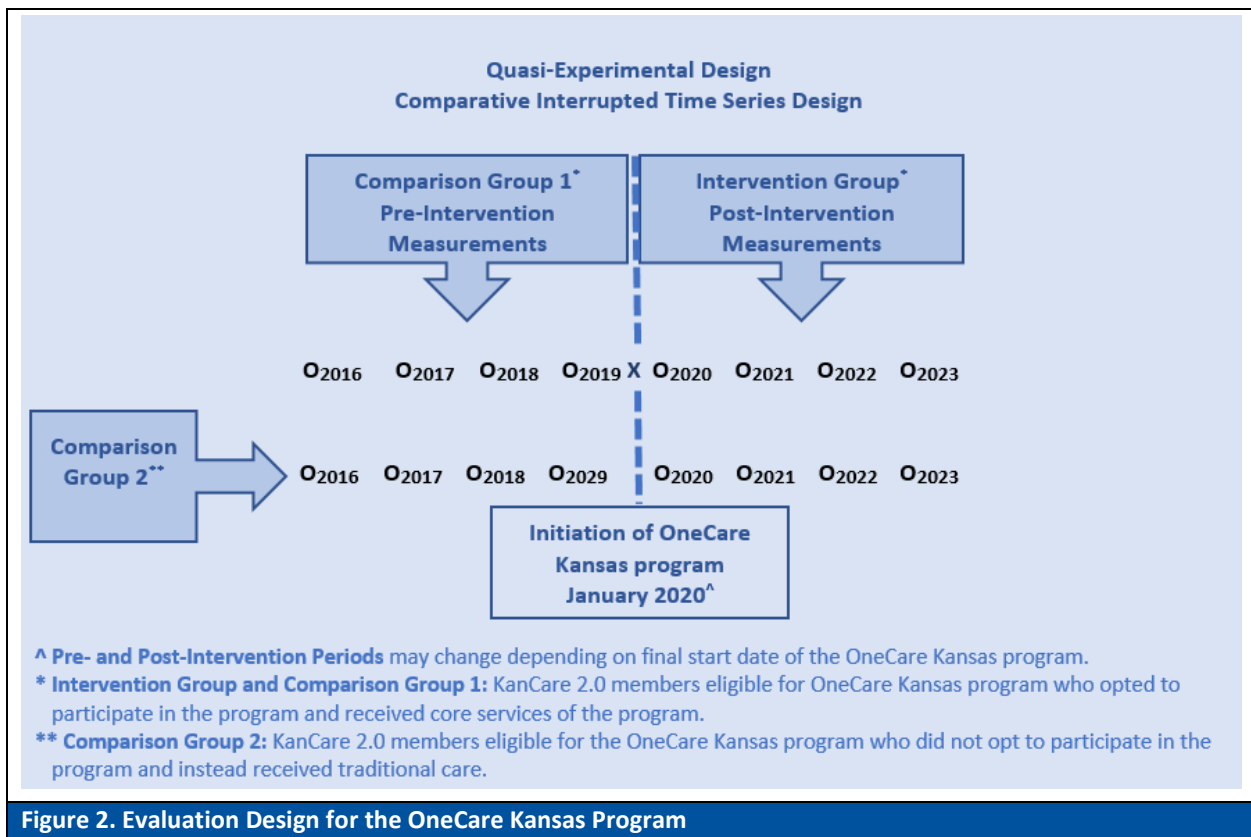 Quasi-Experimental Design
Comparative Interrupted Time Series Design
Comparison Group 1*
Pre-Intervention
Measurements
Intervention Group*
Post-Intervention
Measurements
O2016 O2017 O2018 O2019 X O2020 O2021 O2022 O2023
Comparison
Group 2**
O2016 O2017 O2018 O2029 O2020 O2021 O2022 O2023
Initiation of OneCare
Kansas program
January 2020^
^ Pre- and Post-Intervention Periods may change depending on final start date of the OneCare Kansas program.
* Intervention Group and Comparison Group 1: KanCare 2.0 members eligible for OneCare Kansas program who opted to
participate in the program and received core services of the program.
** Comparison Group 2: KanCare 2.0 members eligible for the OneCare Kansas program who did not opt to participate in the
program and instead received traditional care.
Figure 2. Evaluation Design for the OneCare Kansas Program